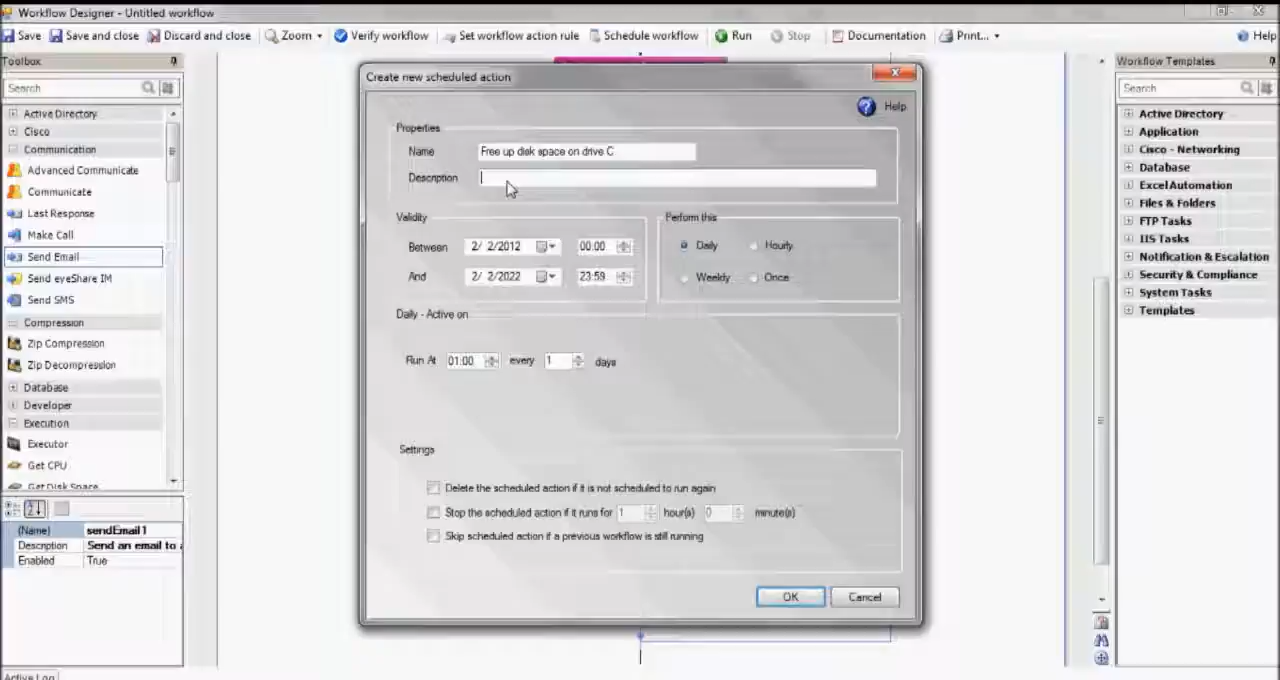 Workflow Designer - Untitled workflow
Save Save and close Discard and close Zoom Verify workflow Set workflow action rule Schedule workflow Run Stop Documentation Print... Help
Toolbox
Search
Active Directory
Cisco
Communication
Advanced Communicate
Communicate
Last Response
Make Call
Send Email
Send eyeShare IM
Send SMS
Compression
Zip Compression
Zip Decompression
Database
Developer
Execution
Executor
Get CPU
Get Disk Space
(Name) sendEmail1
Description Send an email to a
Enabled True
Active Log
Create new scheduled action
Help
Properties
Name Free up disk space on drive C
Description
Validity
Between 2/ 2/2012 00:00
And 2/ 2/2022 23:59
Perform this
Daily Hourly
Weekly Once
Daily - Active on
Run At 01:00 every 1 days
Settings
Delete the scheduled action if it is not scheduled to run again
Stop the scheduled action if it runs for 1 hour(s) 0 minute(s)
Skip scheduled action if a previous workflow is still running
OK Cancel
Workflow Templates
Search
Active Directory
Application
Cisco - Networking
Database
Excel Automation
Files & Folders
FTP Tasks
IIS Tasks
Notification & Escalation
Security & Compliance
System Tasks
Templates